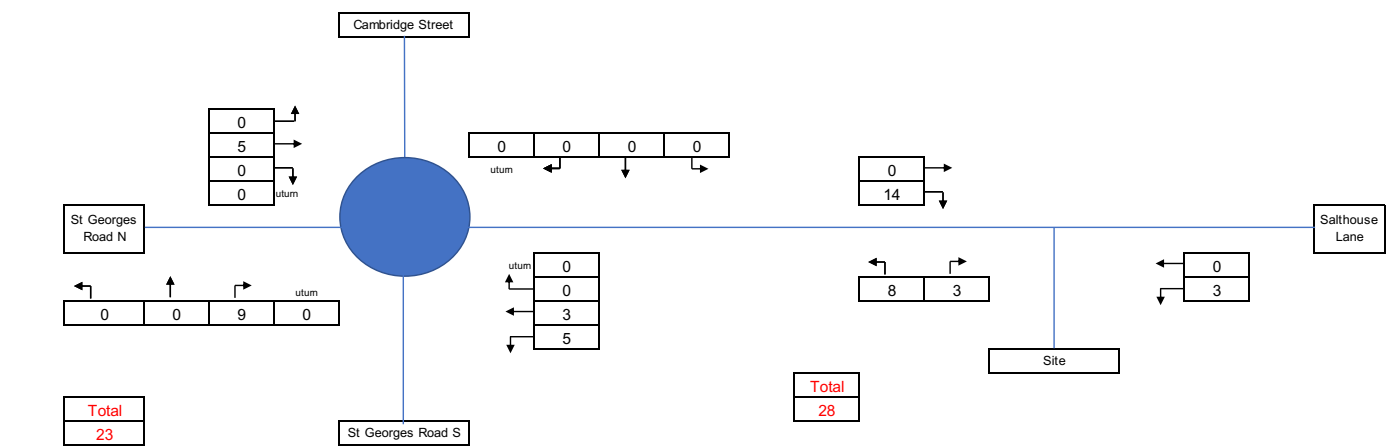 Cambridge Street
0
5
0
0 utum
0 0 0 0
utum
0
14
St Georges
Road N
Salthouse
Lane
utum 0
0
3
5
utum
0 0 9 0
8 3
0
3
Site
Total
28
Total
23
St Georges Road S